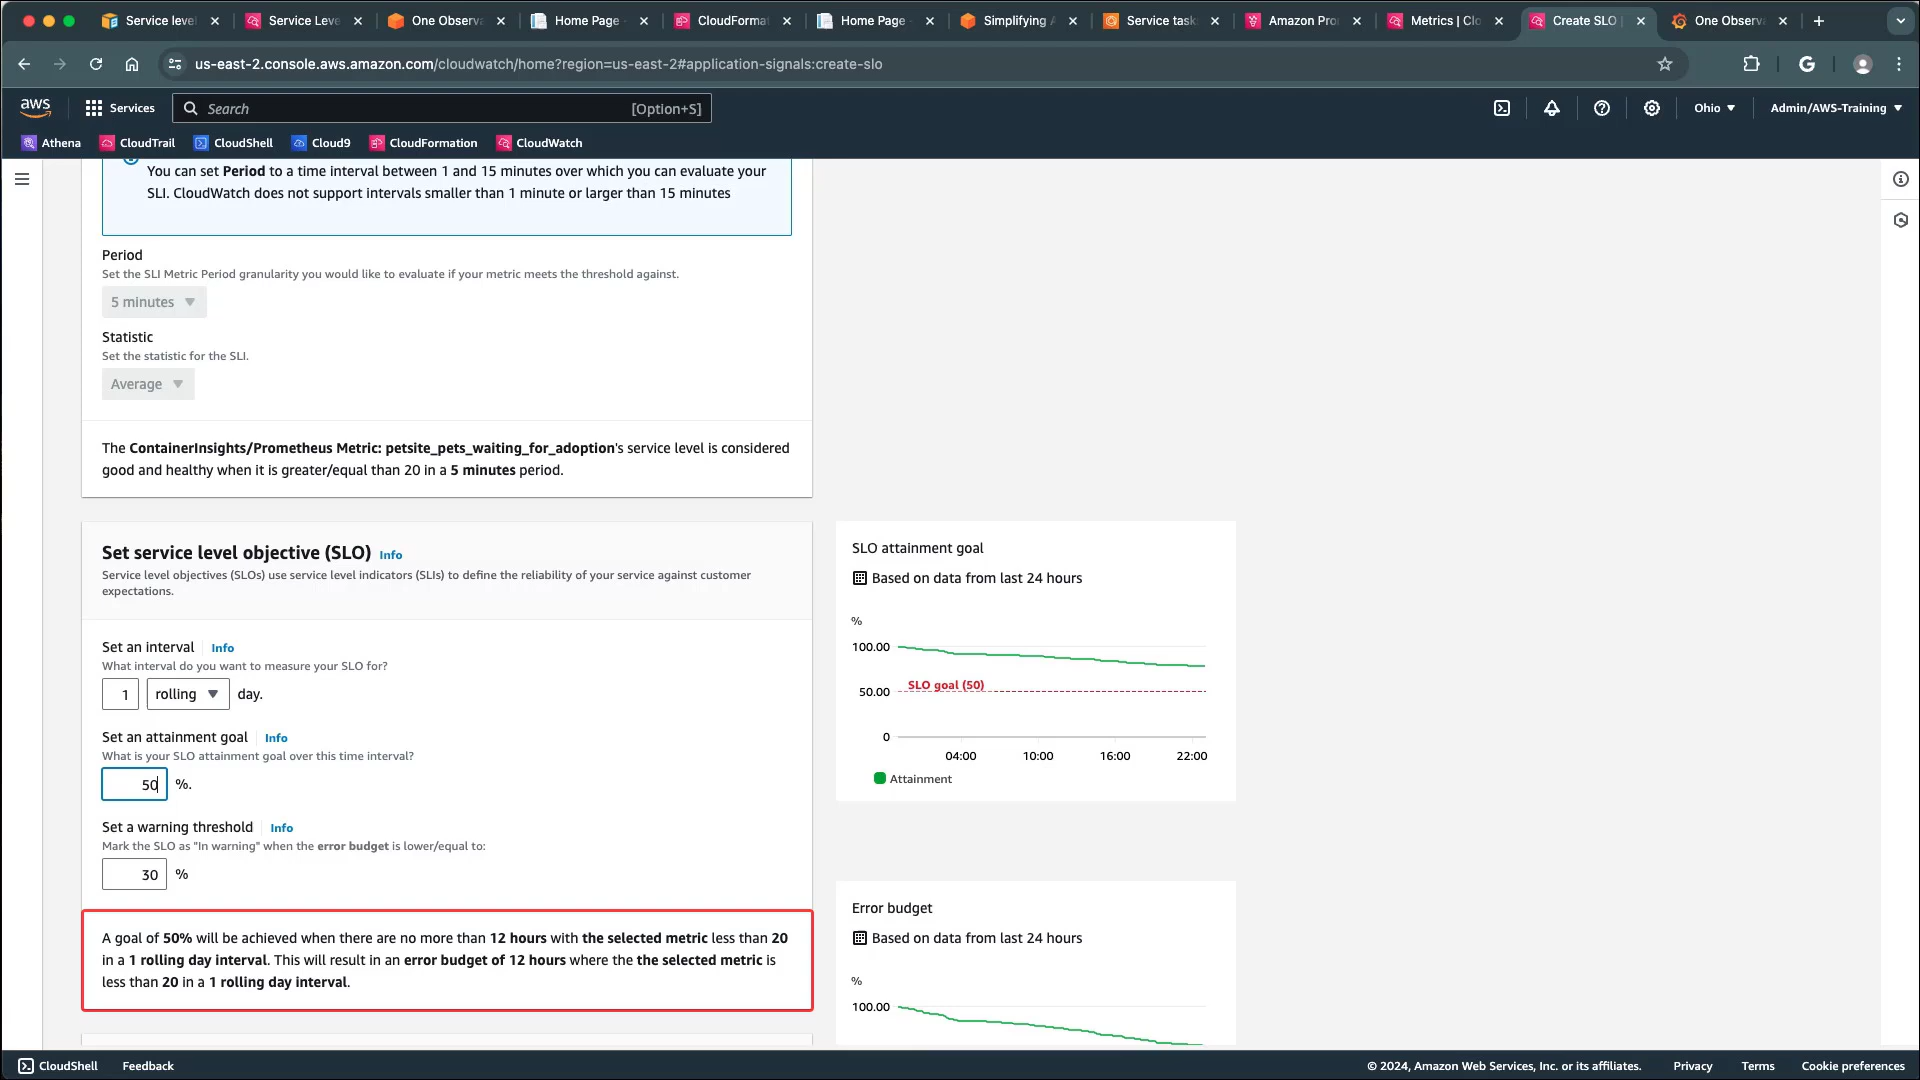 Service level
Service Leve
One Observa
Home Page
CloudForma
Home Page
Simplifying A
Service task
Amazon Pro
Metrics | Clo
Create SLO |
One Observa
us-east-2.console.aws.amazon.com/cloudwatch/home?region=us-east-2#application-signals:create-slo
aws
Services
Search
[Option+S]
Ohio
Admin/AWS-Training
Athena
CloudTrail
CloudShell
Cloud9
CloudFormation
CloudWatch
You can set Period to a time interval between 1 and 15 minutes over which you can evaluate your
SLI. CloudWatch does not support intervals smaller than 1 minute or larger than 15 minutes
Period
Set the SLI Metric Period granularity you would like to evaluate if your metric meets the threshold against.
5 minutes
Statistic
Set the statistic for the SLI.
Average
The ContainerInsights/Prometheus Metric: petsite_pets_waiting_for_adoption's service level is considered
good and healthy when it is greater/equal than 20 in a 5 minutes period.
Set service level objective (SLO) Info
Service level objectives (SLOs) use service level indicators (SLIs) to define the reliability of your service against customer
expectations.
Set an interval Info
What interval do you want to measure your SLO for?
1 rolling day.
Set an attainment goal Info
What is your SLO attainment goal over this time interval?
50 %.
Set a warning threshold Info
Mark the SLO as "In warning" when the error budget is lower/equal to:
30 %
A goal of 50% will be achieved when there are no more than 12 hours with the selected metric less than 20
in a 1 rolling day interval. This will result in an error budget of 12 hours where the the selected metric is
less than 20 in a 1 rolling day interval.
SLO attainment goal
Based on data from last 24 hours
%
100.00
SLO goal (50)
50.00
0
04:00 10:00 16:00 22:00
Attainment
Error budget
Based on data from last 24 hours
%
100.00
CloudShell
Feedback
© 2024, Amazon Web Services, Inc. or its affiliates.
Privacy
Terms
Cookie preferences